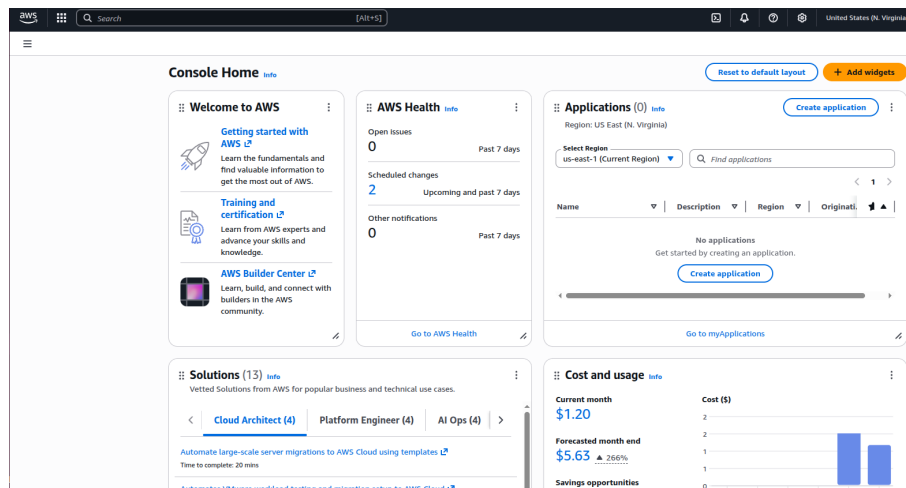 aws
Search
[Alt+S]
United States (N. Virginia
Console Home Info
Reset to default layout
+ Add widgets
Welcome to AWS
Getting started with
AWS
Learn the fundamentals and
find valuable information to
get the most out of AWS.
Training and
certification
Learn from AWS experts and
advance your skills and
knowledge.
AWS Builder Center
Learn, build, and connect with
builders in the AWS
community.
AWS Health Info
Open issues
0
Past 7 days
Scheduled changes
2
Upcoming and past 7 days
Other notifications
0
Past 7 days
Go to AWS Health
Applications (0) Info
Create application
Region: US East (N. Virginia)
Select Region
us-east-1 (Current Region)
Find applications
1
Name
Description
Region
Originati.
No applications
Get started by creating an application.
Create application
Go to myApplications
Solutions (13) Info
Vetted Solutions from AWS for popular business and technical use cases.
Cloud Architect (4)
Platform Engineer (4)
AI Ops (4)
Automate large-scale server migrations to AWS Cloud using templates
Time to complete: 20 mins
Cost and usage Info
Current month
$1.20
Forecasted month end
$5.63
266%
Savings opportunities
Cost ($)
2
2
1
1
0